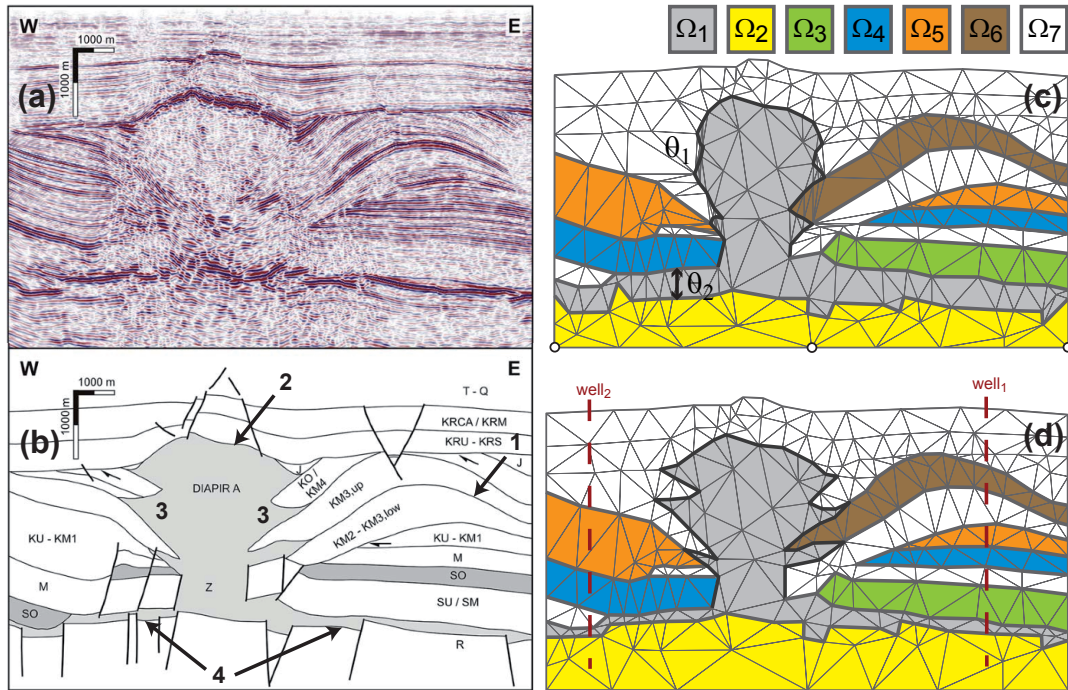 W
E
1000 m
1000 m
(a)
Ω1
Ω2
Ω3
Ω4
Ω5
Ω6
Ω7
(c)
θ1
θ2
W
E
1000 m
1000 m
2
T - Q
KRCA / KRM
1
KRU - KRS
(b)
J
DIAPIR A
KO / KM4
KM3,up
3
3
KM2 - KM3,low
KU - KM1
KU - KM1
M
M
SO
Z
SO
SU / SM
R
4
well2
well1
(d)